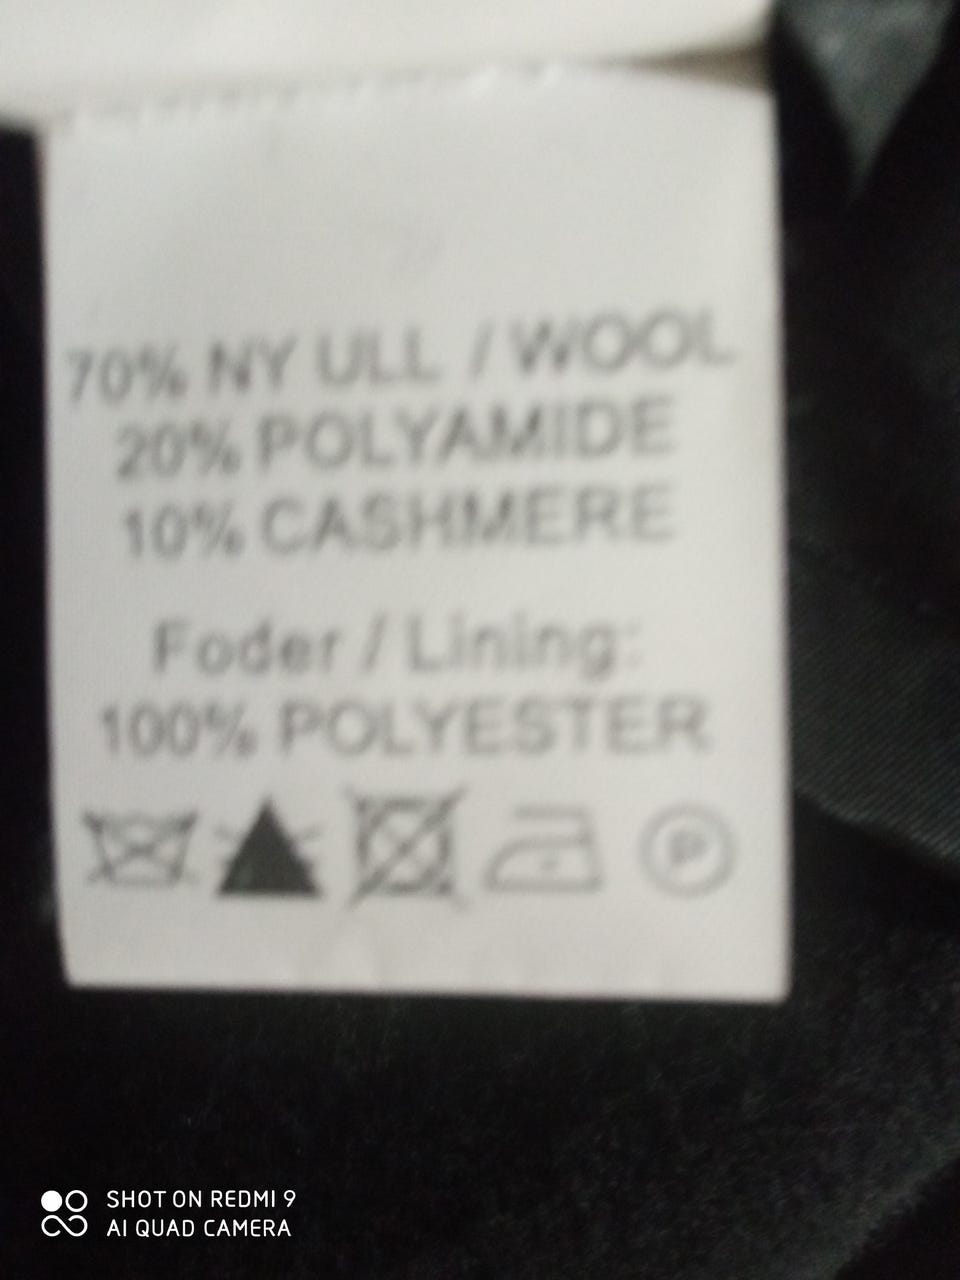 70% NY ULL / WOOL
20% POLYAMIDE
10% CASHMERE
Foder / Lining:
100% POLYESTER
P
SHOT ON REDMI 9
AI QUAD CAMERA